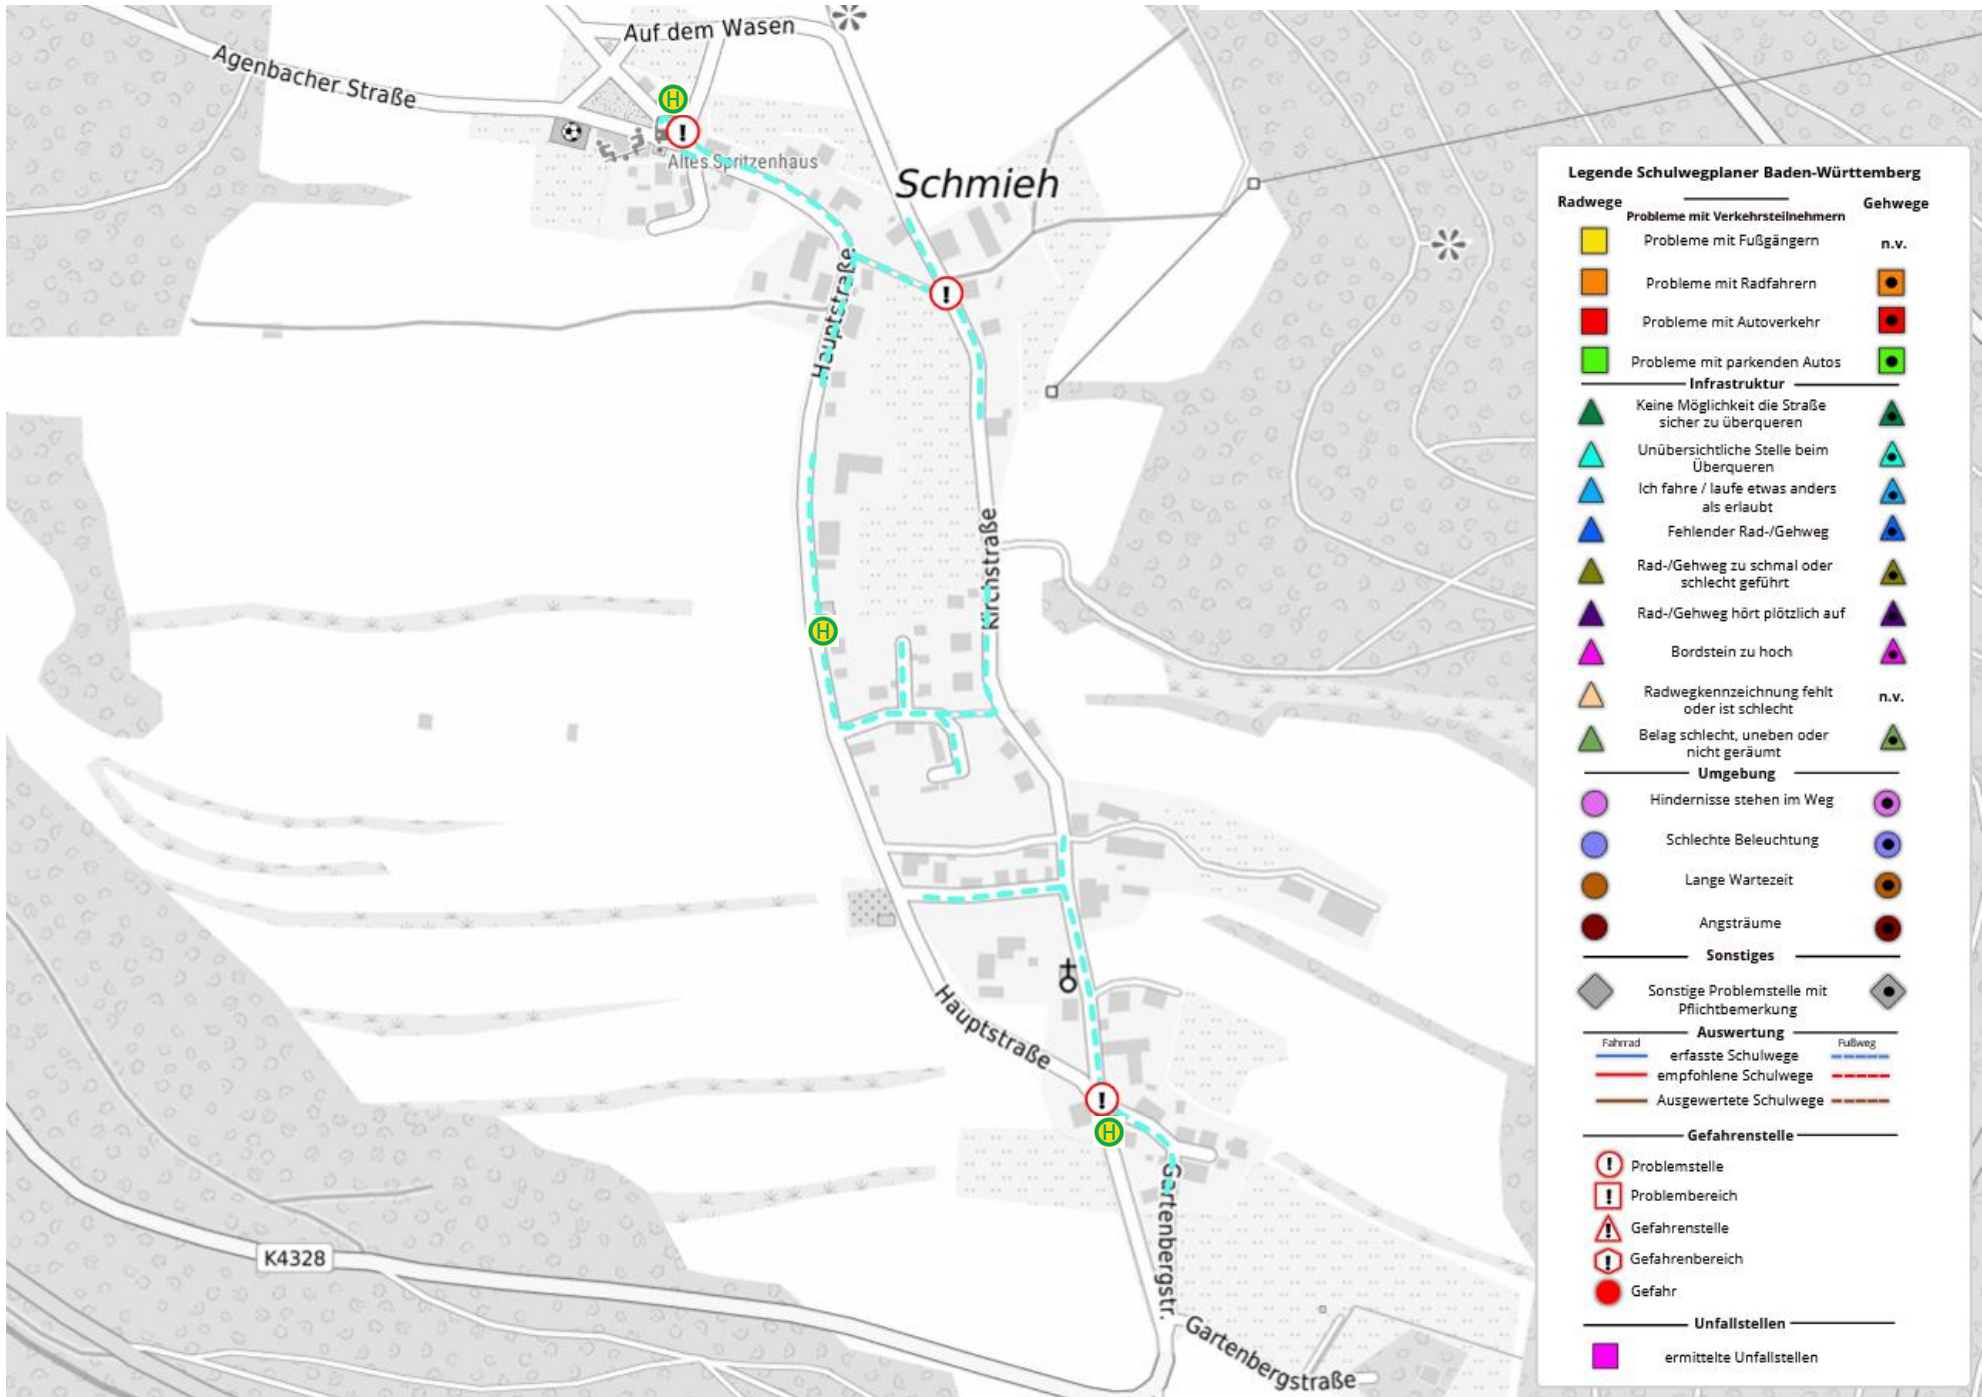 Auf dem Wasen
Agenbacher Straße
H
!
Altes Spritzenhaus
Schmieh
!
Hauptstraße
Kirchstraße
H
Hauptstraße
!
H
Gartenbergstr.
K4328
Gartenbergstraße
Legende Schulwegplaner Baden-Württemberg
Radwege
Gehwege
Probleme mit Verkehrsteilnehmern
Probleme mit Fußgängern
n.v.
Probleme mit Radfahrern
Probleme mit Autoverkehr
Probleme mit parkenden Autos
Infrastruktur
Keine Möglichkeit die Straße
sicher zu überqueren
Unübersichtliche Stelle beim
Überqueren
Ich fahre / laufe etwas anders
als erlaubt
Fehlender Rad-/Gehweg
Rad-/Gehweg zu schmal oder
schlecht geführt
Rad-/Gehweg hört plötzlich auf
Bordstein zu hoch
Radwegkennzeichnung fehlt
oder ist schlecht
n.v.
Belag schlecht, uneben oder
nicht geräumt
Umgebung
Hindernisse stehen im Weg
Schlechte Beleuchtung
Lange Wartezeit
Angsträume
Sonstiges
Sonstige Problemstelle mit
Pflichtbemerkung
Auswertung
Fahrrad
Fußweg
erfasste Schulwege
empfohlene Schulwege
Ausgewertete Schulwege
Gefahrenstelle
! Problemstelle
! Problembereich
! Gefahrenstelle
! Gefahrenbereich
Gefahr
Unfallstellen
ermittelte Unfallstellen